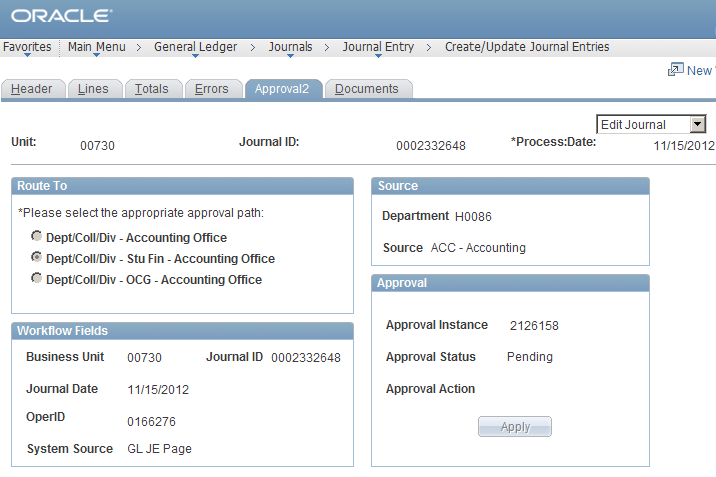 ORACLE
Favorites Main Menu > General Ledger > Journals > Journal Entry > Create/Update Journal Entries
New
Header Lines Totals Errors Approval2 Documents
Edit Journal
Unit: 00730 Journal ID: 0002332648 *Process:Date: 11/15/2012
Route To
*Please select the appropriate approval path:
Dept/Coll/Div - Accounting Office
Dept/Coll/Div - Stu Fin - Accounting Office
Dept/Coll/Div - OCG - Accounting Office
Source
Department H0086
Source ACC - Accounting
Approval
Approval Instance 2126158
Approval Status Pending
Approval Action
Apply
Workflow Fields
Business Unit 00730 Journal ID 0002332648
Journal Date 11/15/2012
OperID 0166276
System Source GL JE Page